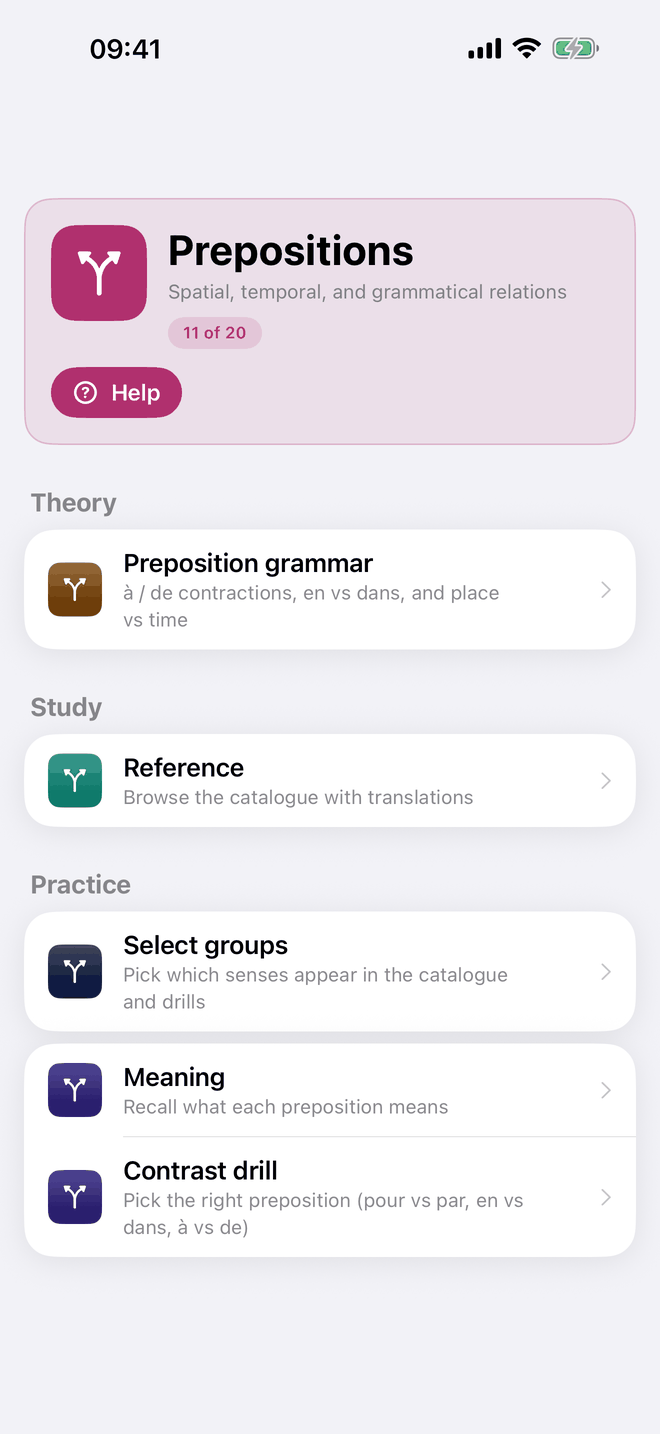 09:41
Prepositions
Spatial, temporal, and grammatical relations
11 of 20
? Help
Theory
Preposition grammar
à / de contractions, en vs dans, and place
vs time
Study
Reference
Browse the catalogue with translations
Practice
Select groups
Pick which senses appear in the catalogue
and drills
Meaning
Recall what each preposition means
Contrast drill
Pick the right preposition (pour vs par, en vs
dans, à vs de)